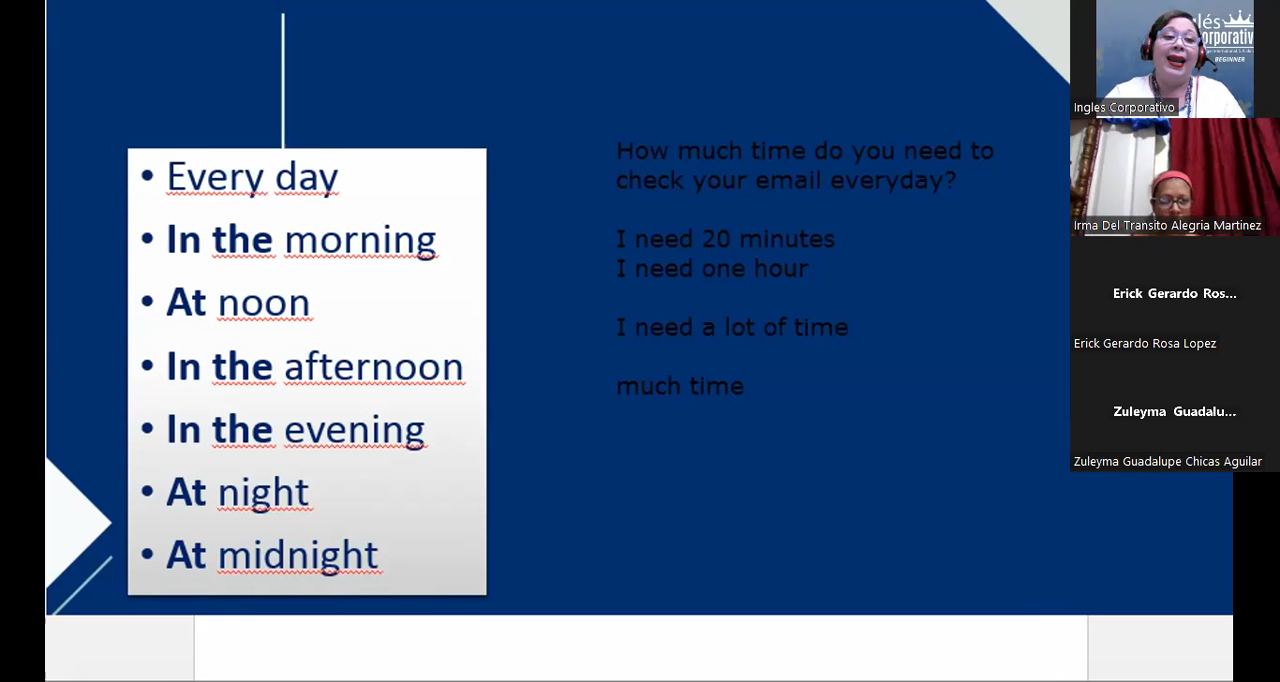 • Every day
• In the morning
• At noon
• In the afternoon
• In the evening
• At night
• At midnight
How much time do you need to
check your email everyday?
I need 20 minutes
I need one hour
I need a lot of time
much time
BEGINNER
Ingles Corporativo
Irma Del Transito Alegria Martinez
Erick Gerardo Ros...
Erick Gerardo Rosa Lopez
Zuleyma Guadalu...
Zuleyma Guadalupe Chicas Aguilar